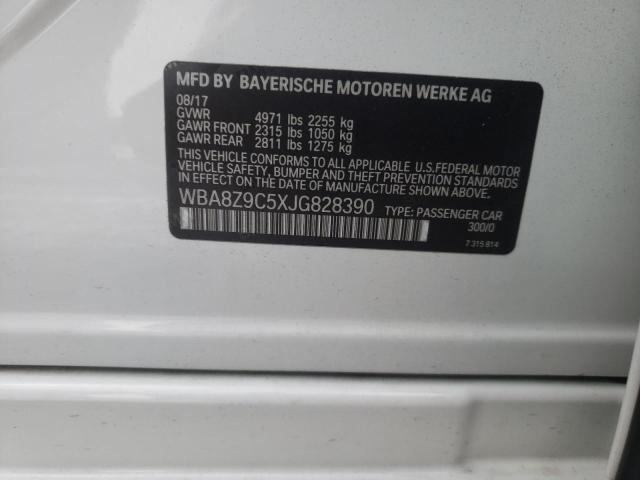 MFD BY BAYERISCHE MOTOREN WERKE AG
08/17
GVWR 4971 lbs 2255 kg
GAWR FRONT 2315 lbs 1050 kg
GAWR REAR 2811 lbs 1275 kg
THIS VEHICLE CONFORMS TO ALL APPLICABLE U.S.FEDERAL MOTOR
VEHICLE SAFETY, BUMPER AND THEFT PREVENTION STANDARDS
IN EFFECT ON THE DATE OF MANUFACTURE SHOWN ABOVE.
WBA8Z9C5XJG828390 TYPE: PASSENGER CAR
300/0
7 315 814